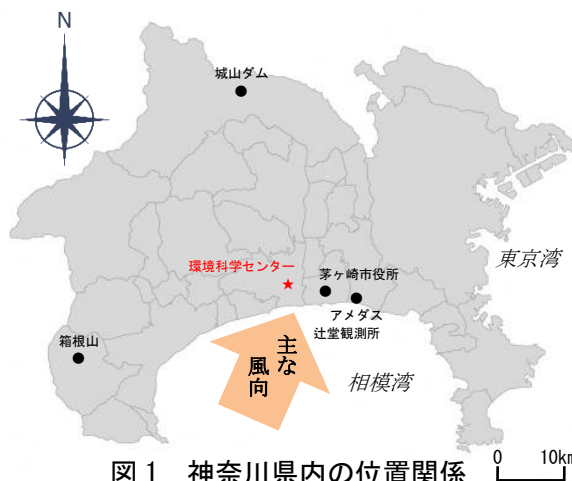 N
城山ダム
環境科学センター
茅ヶ崎市役所
東京湾
アメダス
辻堂観測所
箱根山
主な
風向
相模湾
図1 神奈川県内の位置関係
0 10km